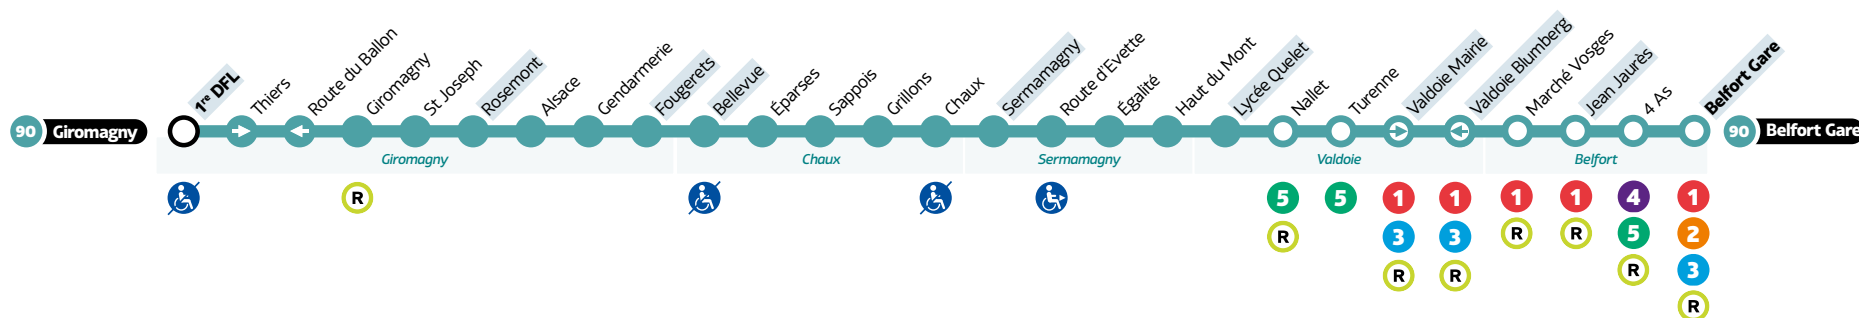 90 Giromagny
1re DFL
Thiers
Route du Ballon
Giromagny
St Joseph
Rosemont
Alsace
Gendarmerie
Fougerets
Bellevue
Éparses
Sappois
Grillons
Chaux
Sermamagny
Route d'Evette
Égalité
Haut du Mont
Lycée Quelet
Nallet
Turenne
Valdoie Mairie
Valdoie Blumberg
Marché Vosges
Jean Jaurès
4 As
Belfort Gare
90 Belfort Gare
Giromagny Chaux Sermamagny Valdoie Belfort
R 5 5 1 1 1 1 4 1
R 3 3 R R 5 2
R R R 3
R